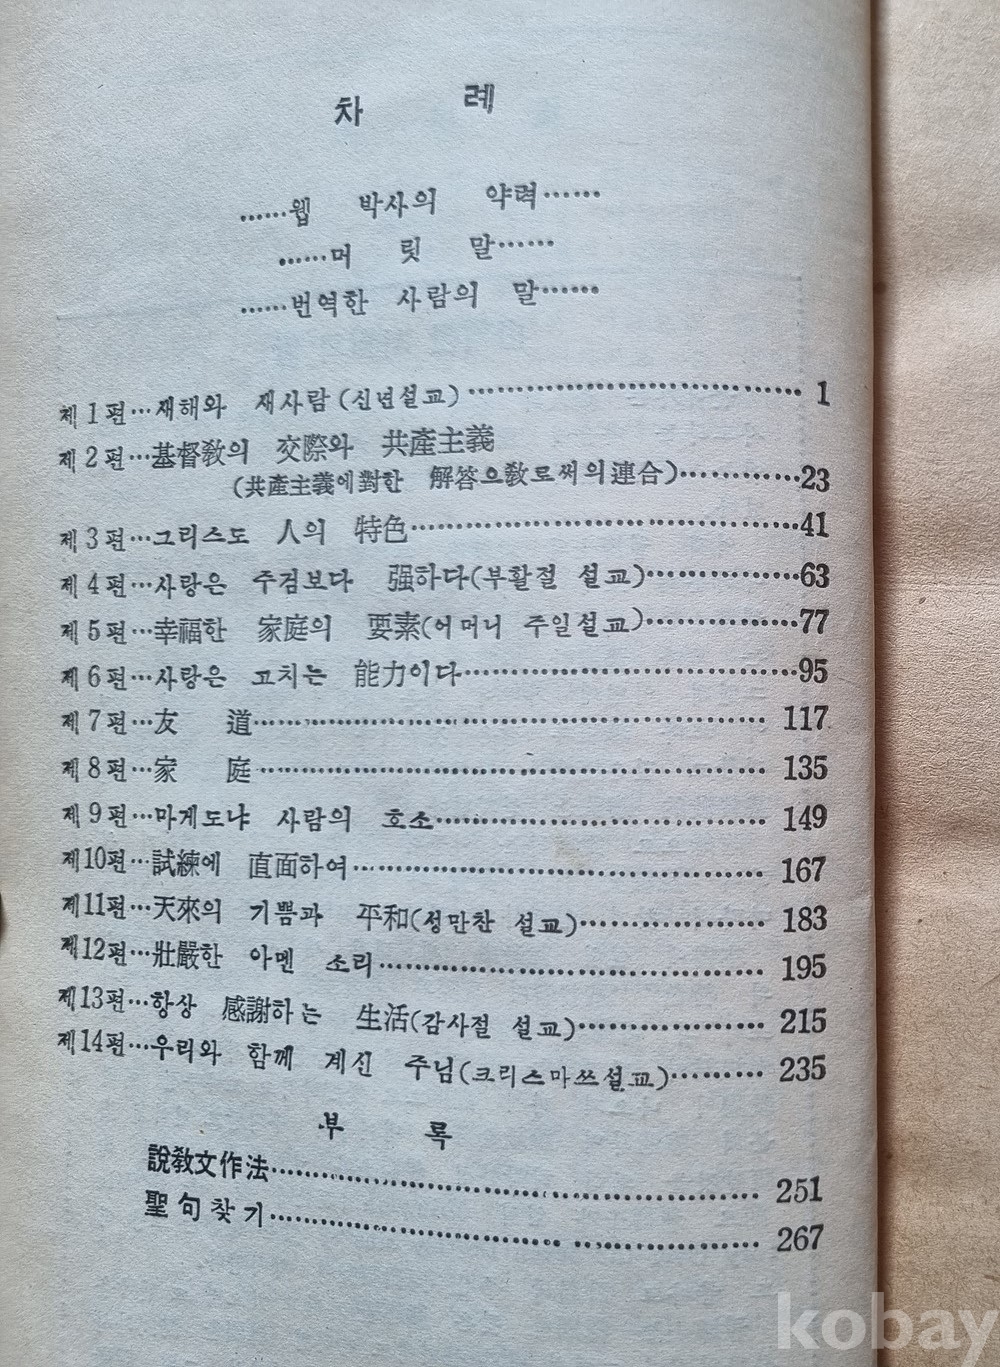 차 례
……웹 박사의 약력……
……머 릿 말……
……번역한 사람의 말……
제1편…새해와 새사람(신년설교)…………………………… 1
제2편…基督敎의 交際와 共產主義
(共產主義에對한 解答으敎로써의連合)…………23
제3편…그리스도 人의 特色……………………………………41
제4편…사랑은 주검보다 强하다(부활절 설교)……………63
제5편…幸福한 家庭의 要素(어머니 주일설교)……………77
제6편…사랑은 고치는 能力이다………………………………95
제7편…友 道…………………………………………… 117
제8편…家 庭…………………………………………… 135
제9편…마게도냐 사람의 호소……………………………… 149
제10편…試練에 直面하여…………………………………… 167
제11편…天來의 기쁨과 平和(성만찬 설교)……………… 183
제12편…壯嚴한 아멘 소리…………………………………… 195
제13편…항상 感謝하는 生活(감사절 설교)……………… 215
제14편…우리와 함께 계신 주님(크리스마쓰설교)……… 235
부 록
說敎文作法………………………………………………… 251
聖句찾기…………………………………………………… 267
kobay